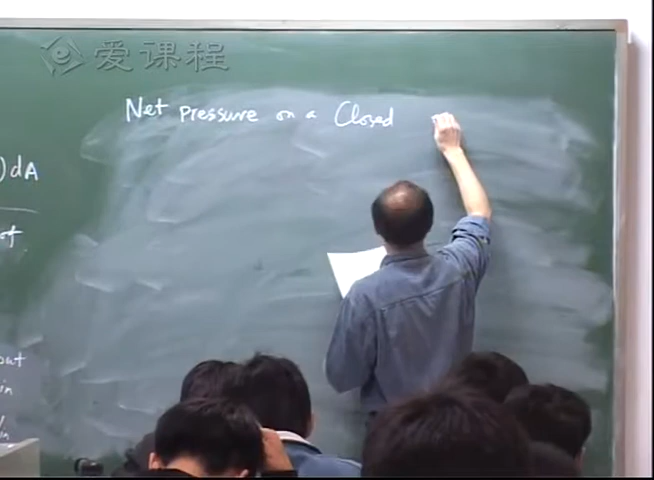 爱课程
Net Pressure on a Closed
)dA